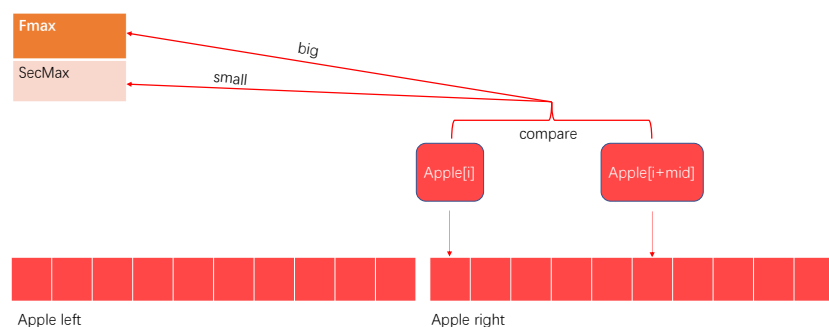 Fmax
SecMax
big
small
compare
Apple[i]
Apple[i+mid]
Apple left
Apple right